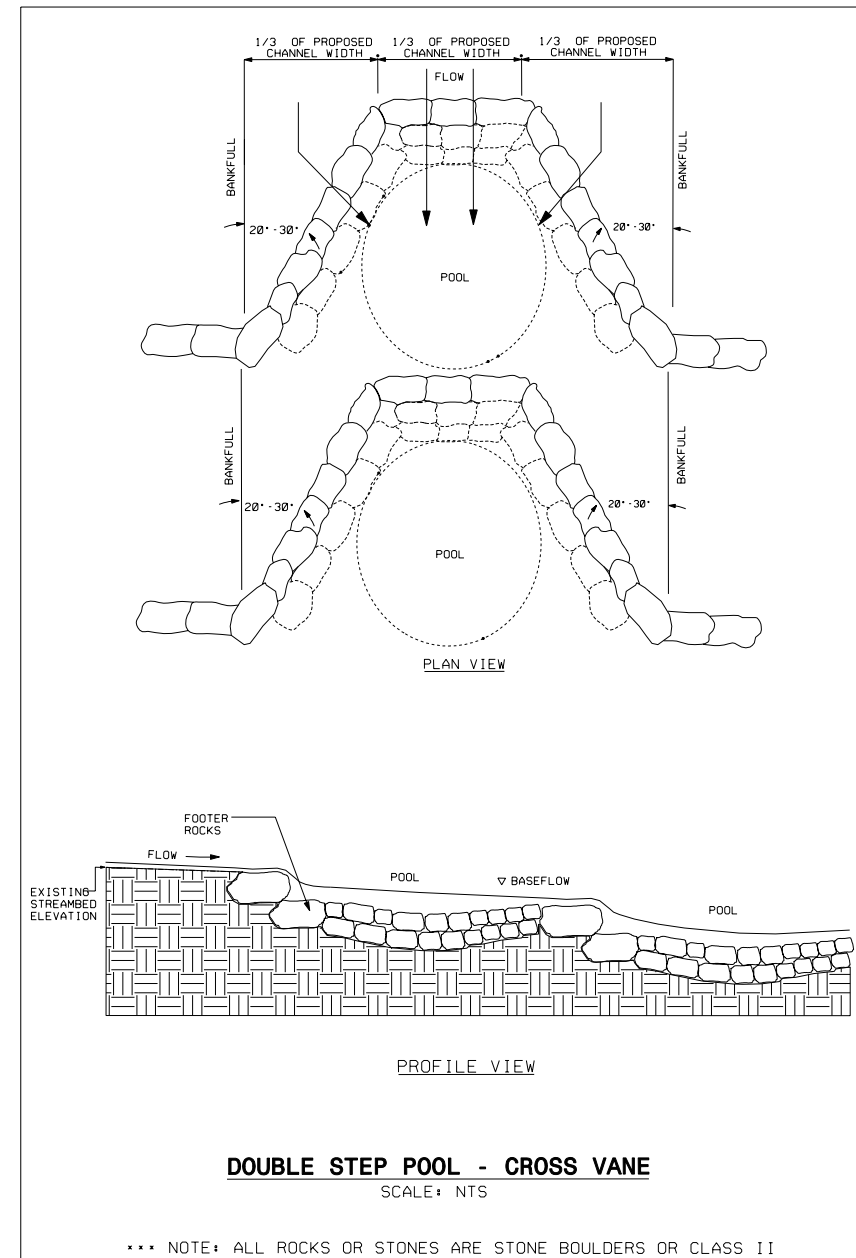 1/3 OF PROPOSED CHANNEL WIDTH
1/3 OF PROPOSED CHANNEL WIDTH
1/3 OF PROPOSED CHANNEL WIDTH
FLOW
BANKFULL
BANKFULL
20°-30°
20°-30°
POOL
BANKFULL
BANKFULL
20°-30°
20°-30°
POOL
PLAN VIEW
FOOTER
ROCKS
FLOW
POOL
BASEFLOW
EXISTING
STREAMBED
ELEVATION
POOL
PROFILE VIEW
DOUBLE STEP POOL - CROSS VANE
SCALE: NTS
*** NOTE: ALL ROCKS OR STONES ARE STONE BOULDERS OR CLASS II